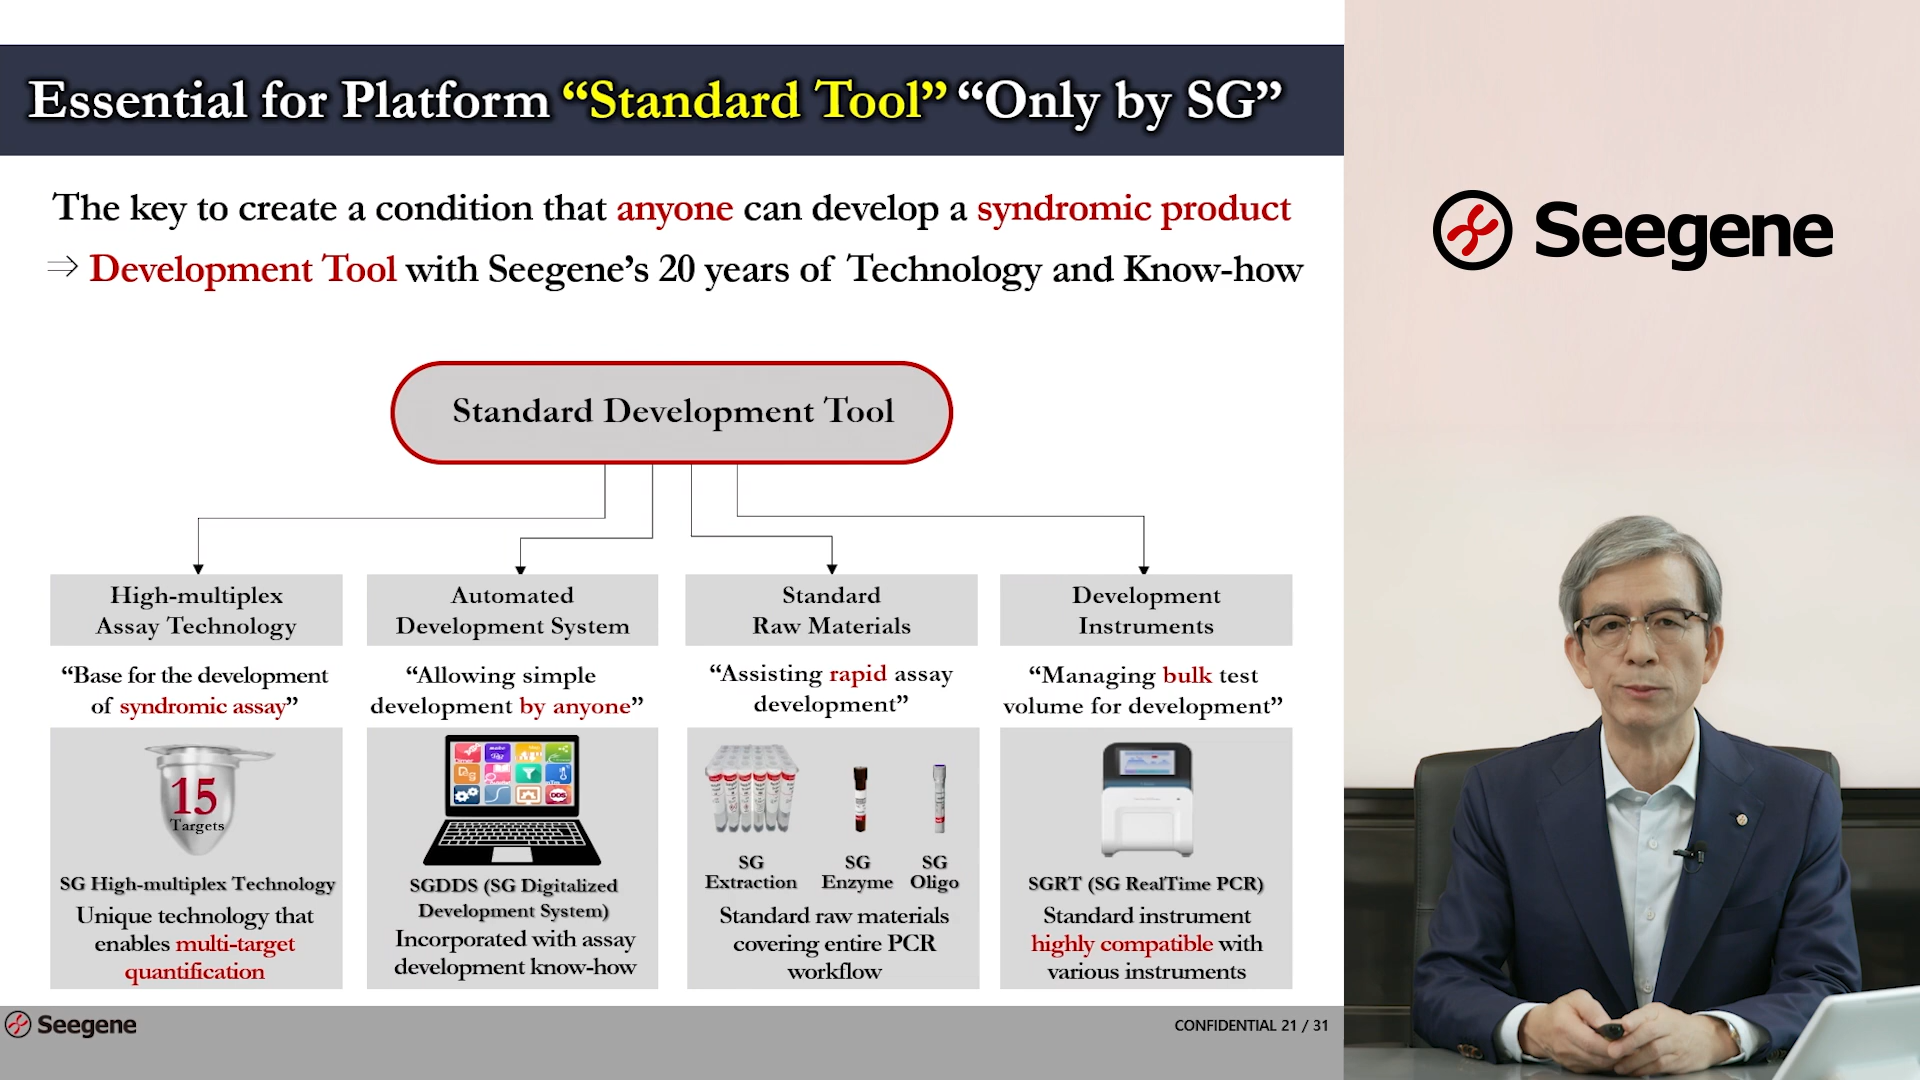 Essential for Platform “Standard Tool” “Only by SG”
The key to create a condition that anyone can develop a syndromic product
⇒ Development Tool with Seegene’s 20 years of Technology and Know-how
Seegene
Standard Development Tool
High-multiplex
Assay Technology
“Base for the development
of syndromic assay”
15
Targets
SG High-multiplex Technology
Unique technology that
enables multi-target
quantification
Automated
Development System
“Allowing simple
development by anyone”
DDS
SGDDS (SG Digitalized
Development System)
Incorporated with assay
development know-how
Standard
Raw Materials
“Assisting rapid assay
development”
SG
Extraction
SG
Enzyme
SG
Oligo
Standard raw materials
covering entire PCR
workflow
Development
Instruments
“Managing bulk test
volume for development”
SGRT (SG RealTime PCR)
Standard instrument
highly compatible with
various instruments
Seegene
CONFIDENTIAL 21 / 31